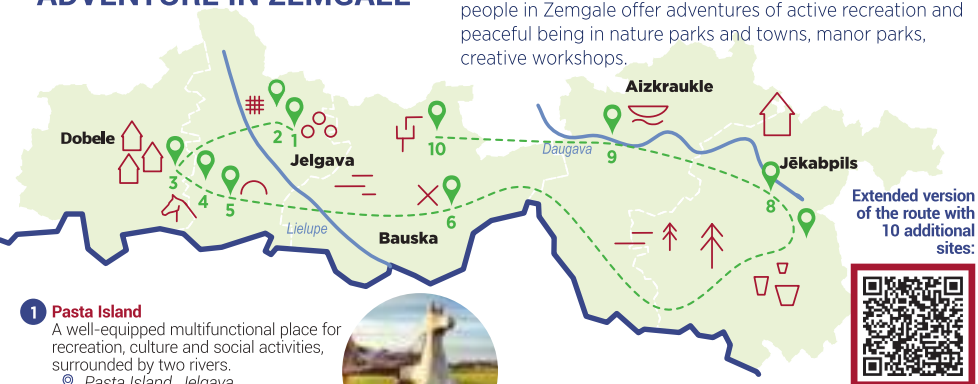 ADVENTURE IN ZEMGALE
people in Zemgale offer adventures of active recreation and
peaceful being in nature parks and towns, manor parks,
creative workshops.
Aizkraukle
Dobele
2
1
10
Daugava
9
Jelgava
Jēkabpils
3
4
5
8
6
Lielupe
Bauska
Extended version
of the route with
10 additional
sites:
1 Pasta Island
A well-equipped multifunctional place for
recreation, culture and social activities,
surrounded by two rivers.
Pasta Island, Jelgava